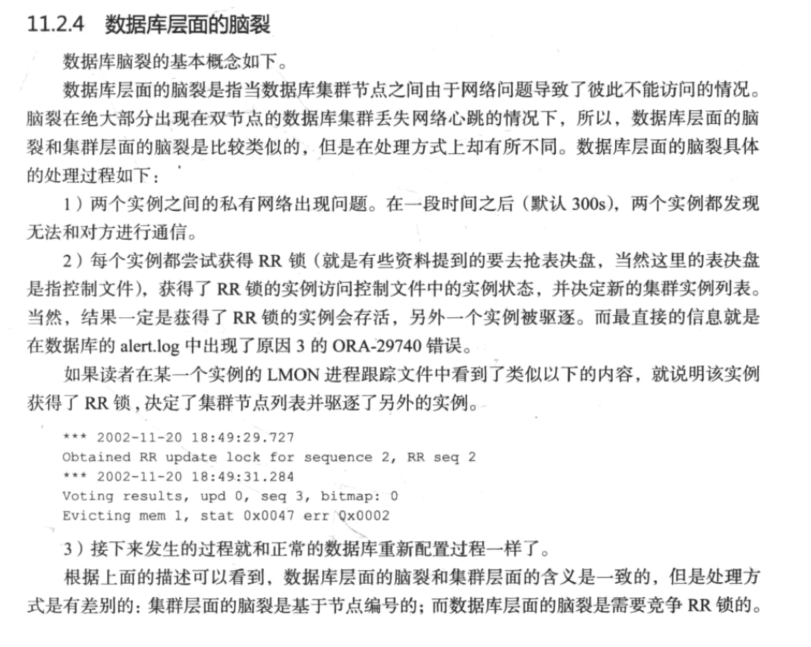 11.2.4 数据库层面的脑裂
数据库脑裂的基本概念如下。
数据库层面的脑裂是指当数据库集群节点之间由于网络问题导致了彼此不能访问的情况。
脑裂在绝大部分出现在双节点的数据库集群丢失网络心跳的情况下，所以，数据库层面的脑
裂和集群层面的脑裂是比较类似的，但是在处理方式上却有所不同。数据库层面的脑裂具体
的处理过程如下：
1）两个实例之间的私有网络出现问题。在一段时间之后（默认 300s），两个实例都发现
无法和对方进行通信。
2）每个实例都尝试获得 RR 锁（就是有些资料提到的要去抢表决盘，当然这里的表决盘
是指控制文件），获得了 RR 锁的实例访问控制文件中的实例状态，并决定新的集群实例列表。
当然，结果一定是获得了 RR 锁的实例会存活，另外一个实例被驱逐。而最直接的信息就是
在数据库的 alert.log 中出现了原因 3 的 ORA-29740 错误。
如果读者在某一个实例的 LMON 进程跟踪文件中看到了类似以下的内容，就说明该实例
获得了 RR 锁，决定了集群节点列表并驱逐了另外的实例。
*** 2002-11-20 18:49:29.727
Obtained RR update lock for sequence 2, RR seq 2
*** 2002-11-20 18:49:31.284
Voting results, upd 0, seq 3, bitmap: 0
Evicting mem 1, stat 0x0047 err 0x0002
3）接下来发生的过程就和正常的数据库重新配置过程一样了。
根据上面的描述可以看到，数据库层面的脑裂和集群层面的含义是一致的，但是处理方
式是有差别的：集群层面的脑裂是基于节点编号的；而数据库层面的脑裂是需要竞争 RR 锁的。